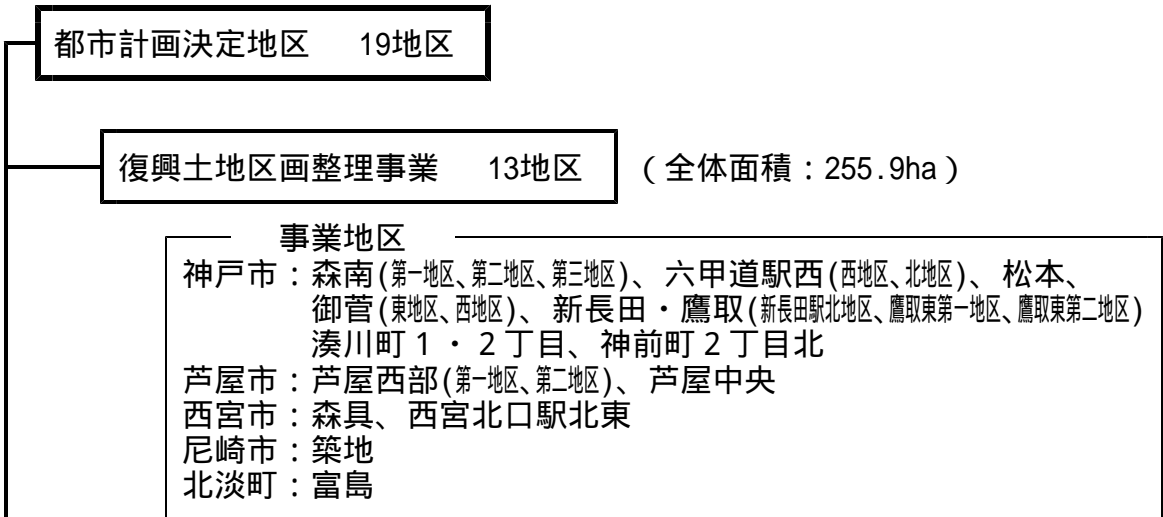 都市計画決定地区　19地区
復興土地区画整理事業　13地区　（全体面積：255.9ha）
事業地区
神戸市：森南(第一地区、第二地区、第三地区)、六甲道駅西(西地区、北地区)、松本、
御菅(東地区、西地区)、新長田・鷹取(新長田駅北地区、鷹取東第一地区、鷹取東第二地区)
湊川町１・２丁目、神前町２丁目北
芦屋市：芦屋西部(第一地区、第二地区)、芦屋中央
西宮市：森具、西宮北口駅北東
尼崎市：築地
北淡町：富島